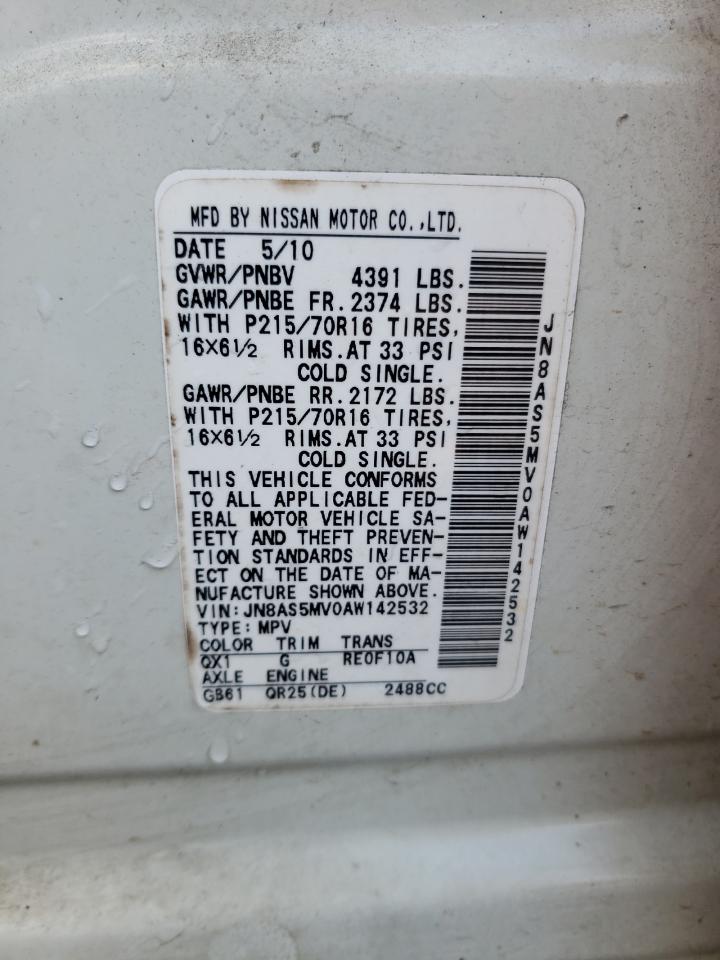 MFD BY NISSAN MOTOR CO.,LTD.
DATE 5/10
GVWR/PNBV 4391 LBS.
GAWR/PNBE FR.2374 LBS.
WITH P215/70R16 TIRES,
16X6½ RIMS.AT 33 PSI
COLD SINGLE.
GAWR/PNBE RR.2172 LBS.
WITH P215/70R16 TIRES,
16X6½ RIMS.AT 33 PSI
COLD SINGLE.
THIS VEHICLE CONFORMS
TO ALL APPLICABLE FED-
ERAL MOTOR VEHICLE SA-
FETY AND THEFT PREVEN-
TION STANDARDS IN EFF-
ECT ON THE DATE OF MA-
NUFACTURE SHOWN ABOVE.
VIN:JN8AS5MV0AW142532
TYPE:MPV
COLOR TRIM TRANS
QX1 G RE0F10A
AXLE ENGINE
GB61 QR25(DE) 2488CC
JN8AS5MV0AW142532